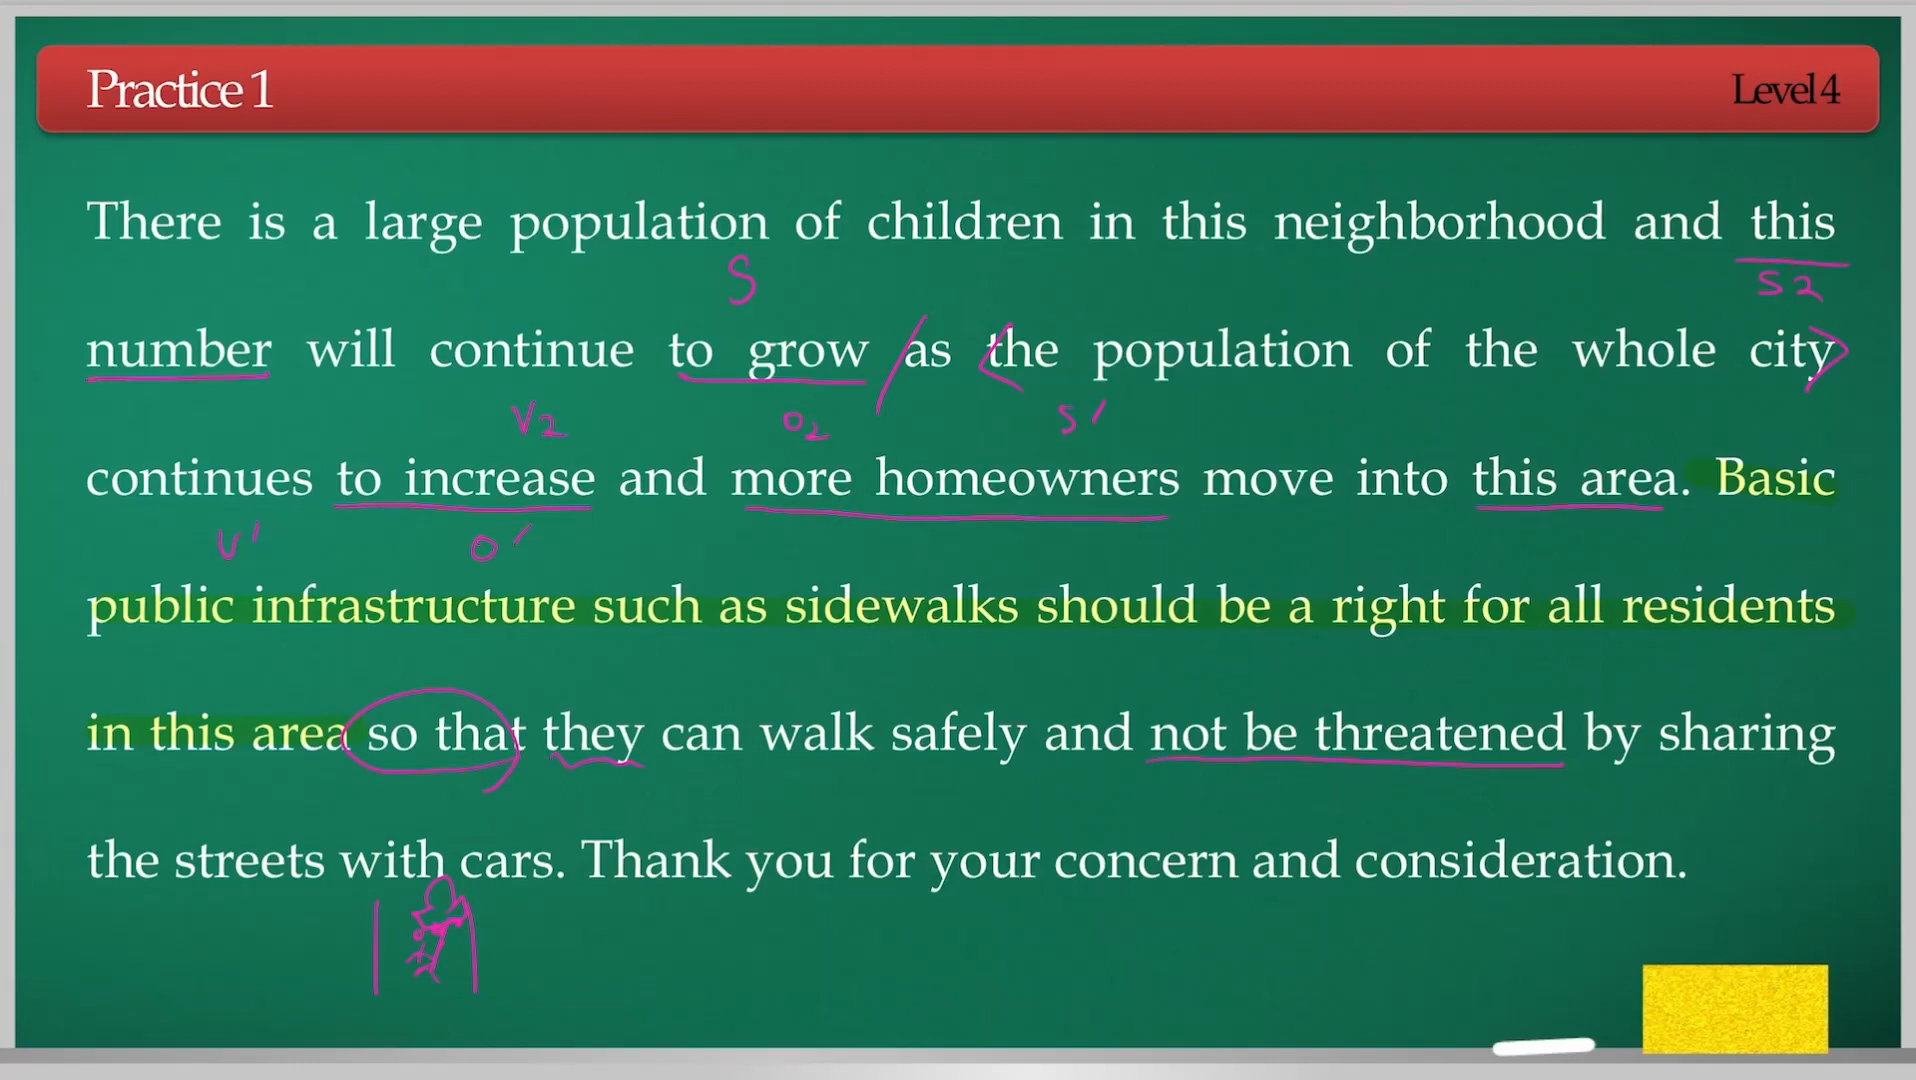 Practice 1
Level 4
There is a large population of children in this neighborhood and this
S
S2
number will continue to grow as the population of the whole city
V2
O2
S'
continues to increase and more homeowners move into this area. Basic
V'
O'
public infrastructure such as sidewalks should be a right for all residents
in this area so that they can walk safely and not be threatened by sharing
the streets with cars. Thank you for your concern and consideration.